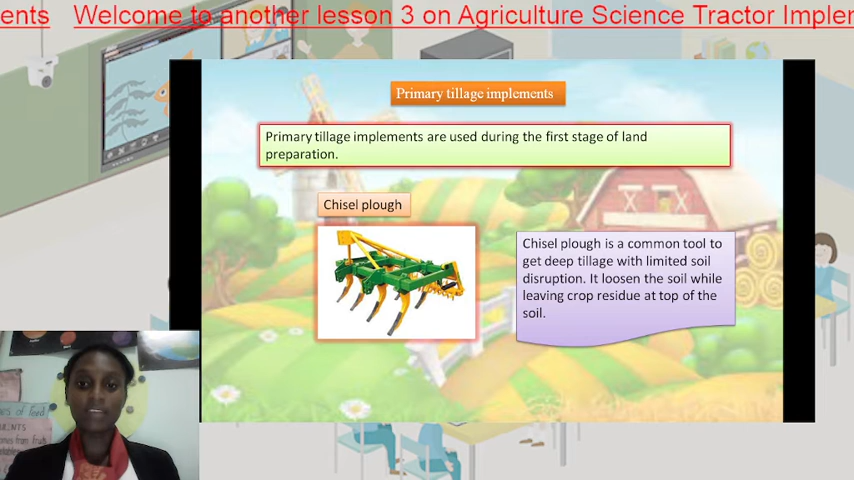 ents Welcome to another lesson 3 on Agriculture Science Tractor Implem
Primary tillage implements
Primary tillage implements are used during the first stage of land
preparation.
Chisel plough
Chisel plough is a common tool to
get deep tillage with limited soil
disruption. It loosen the soil while
leaving crop residue at top of the
soil.